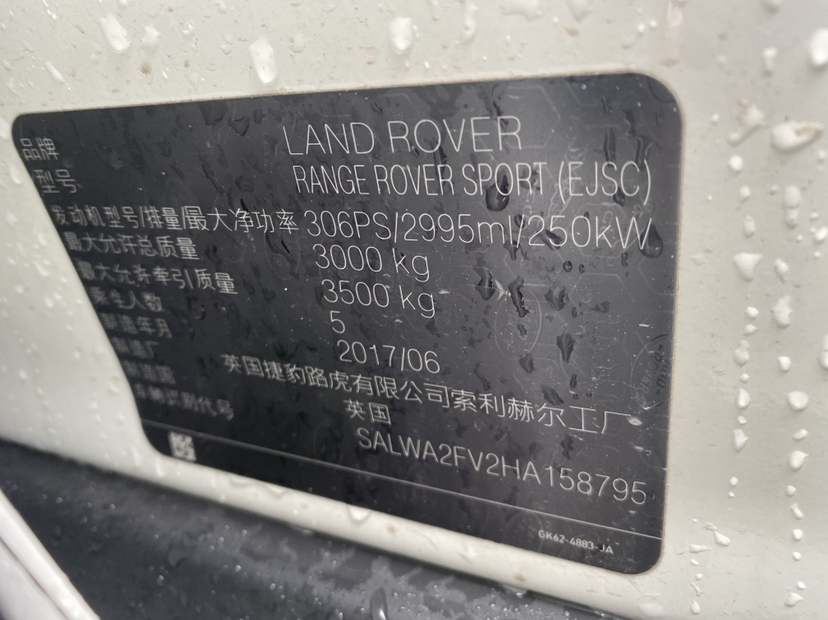 品牌 LAND ROVER
型号 RANGE ROVER SPORT (EJSC)
发动机型号/排量/最大净功率 306PS/2995ml/250kW
最大允许总质量 3000 kg
最大允许牵引质量 3500 kg
乘坐人数 5
制造年月 2017/06
制造厂 英国捷豹路虎有限公司索利赫尔工厂
制造国 英国
车辆识别代号 SALWA2FV2HA158795
GK62-4883-JA